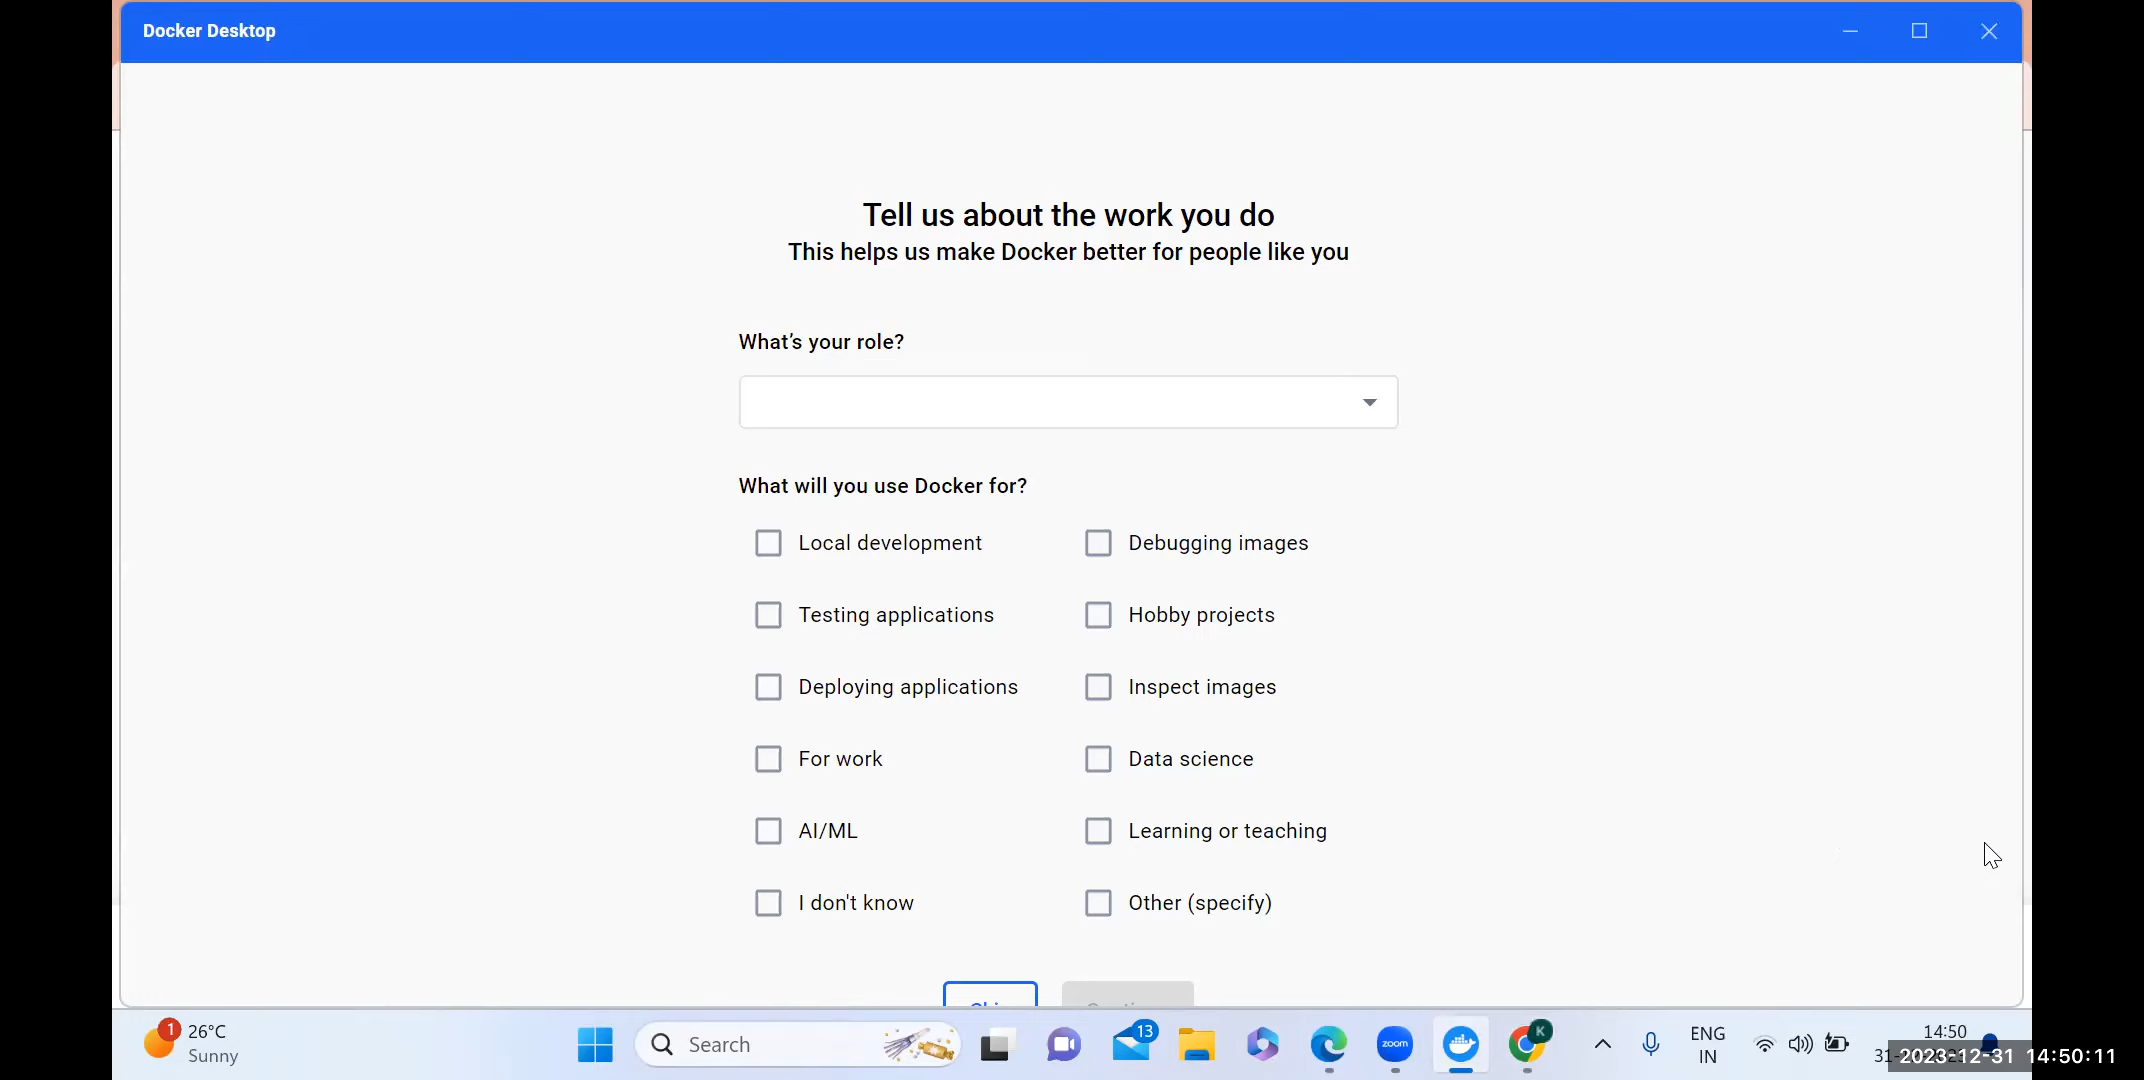 Docker Desktop
Tell us about the work you do
This helps us make Docker better for people like you
What's your role?
What will you use Docker for?
Local development
Debugging images
Testing applications
Hobby projects
Deploying applications
Inspect images
For work
Data science
AI/ML
Learning or teaching
I don't know
Other (specify)
1
26°C
Sunny
Search
13
zoom
K
ENG
IN
14:50
2023-12-31 14:50:11